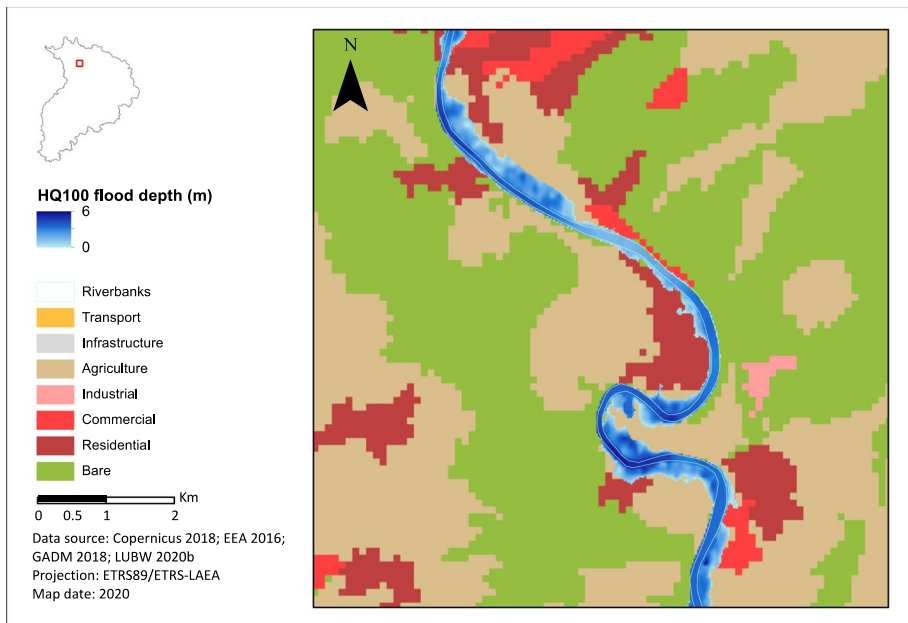 N
HQ100 flood depth (m)
6
0
Riverbanks
Transport
Infrastructure
Agriculture
Industrial
Commercial
Residential
Bare
Km
0 0.5 1 2
Data source: Copernicus 2018; EEA 2016;
GADM 2018; LUBW 2020b
Projection: ETRS89/ETRS-LAEA
Map date: 2020